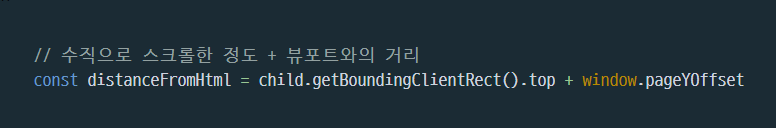 // 수직으로 스크롤한 정도 + 뷰포트와의 거리
const distanceFromHtml = child.getBoundingClientRect().top + window.pageYOffset